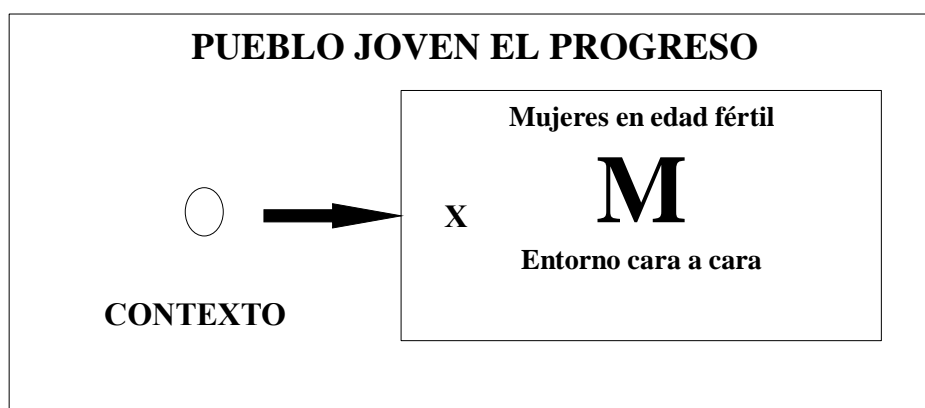 PUEBLO JOVEN EL PROGRESO
Mujeres en edad fértil
M
X
Entorno cara a cara
CONTEXTO